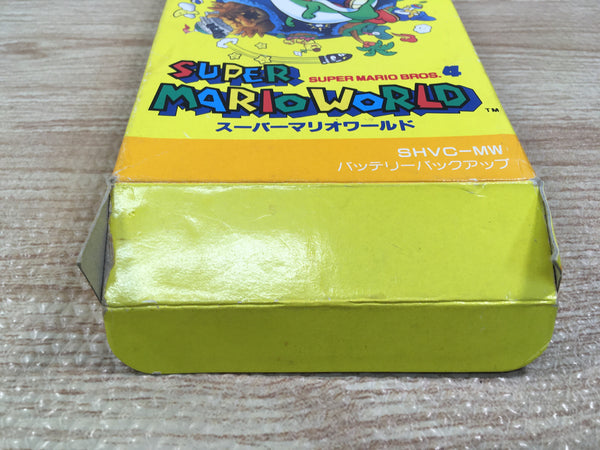 SUPER
SUPER MARIO BROS. 4
MARIO WORLD ™
スーパーマリオワールド
SHVC-MW
バッテリーバックアップ